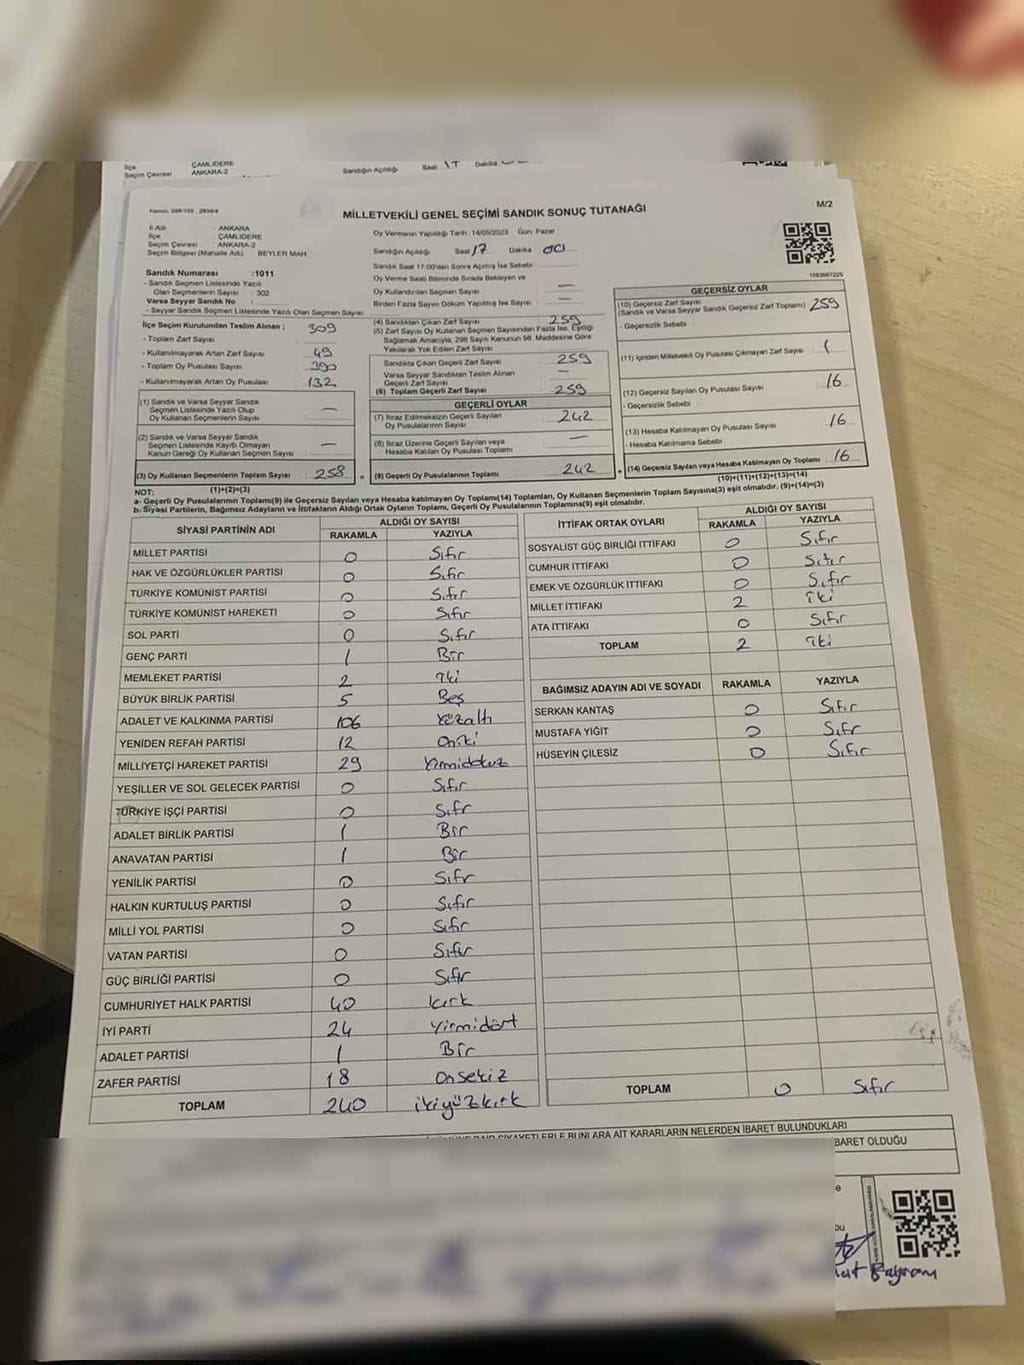 İlçe ÇAMLIDERE
Seçim Çevresi ANKARA-2
Sandığın Açıldığı Saat 17 Dakika
Kanun: 298/105 , 2839/4
MİLLETVEKİLİ GENEL SEÇİMİ SANDIK SONUÇ TUTANAĞI
M/2
İl Adı : ANKARA
İlçe : ÇAMLIDERE
Seçim Çevresi : ANKARA-2
Seçim Bölgesi (Mahalle Adı) : BEYLER MAH
Sandık Numarası :1011
- Sandık Seçmen Listesinde Yazılı
Olan Seçmenlerin Sayısı : 302
Varsa Seyyar Sandık No :
- Seyyar Sandık Seçmen Listesinde Yazılı Olan Seçmen Sayısı
İlçe Seçim Kurulundan Teslim Alınan ;
- Toplam Zarf Sayısı 309
- Kullanılmayarak Artan Zarf Sayısı 49
- Toplam Oy Pusulası Sayısı 390
- Kullanılmayarak Artan Oy Pusulası 132
(1) Sandık ve Varsa Seyyar Sandık
Seçmen Listesinde Yazılı Olup
Oy Kullanan Seçmenlerin Sayısı —
(2) Sandık ve Varsa Seyyar Sandık
Seçmen Listesinde Kayıtlı Olmayan
Kanun Gereği Oy Kullanan Seçmen Sayısı —
(3) Oy Kullanan Seçmenlerin Toplam Sayısı 258
(1)+(2)=(3)
Oy Vermenin Yapıldığı Tarih : 14/05/2023 Gün: Pazar
Sandığın Açıldığı Saat 17 Dakika 00
Sandık Saat 17:00'den Sonra Açılmış İse Sebebi
Oy Verme Saati Bitiminde Sırada Bekleyen ve
Oy Kullandırılan Seçmen Sayısı —
Birden Fazla Sayım Döküm Yapılmış İse Sayısı —
(4) Sandıktan Çıkan Zarf Sayısı 259
(5) Zarf Sayısı Oy Kullanan Seçmen Sayısından Fazla İse, Eşitliği
Sağlamak Amacıyla, 298 Sayılı Kanunun 98. Maddesine Göre
Yakılarak Yok Edilen Zarf Sayısı
Sandıkta Çıkan Geçerli Zarf Sayısı 259
Varsa Seyyar Sandıktan Teslim Alınan
Geçerli Zarf Sayısı —
(6) Toplam Geçerli Zarf Sayısı 259
GEÇERLİ OYLAR
(7) İtiraz Edilmeksizin Geçerli Sayılan
Oy Pusulalarının Sayısı 242
(8) İtiraz Üzerine Geçerli Sayılan veya
Hesaba Katılan Oy Pusulası Toplamı —
(9) Geçerli Oy Pusulalarının Toplamı 242
GEÇERSİZ OYLAR
(10) Geçersiz Zarf Sayısı
(Sandık ve Varsa Seyyar Sandık Geçersiz Zarf Toplamı) 259
- Geçersizlik Sebebi :
(11) İçinden Milletvekili Oy Pusulası Çıkmayan Zarf Sayısı 1
(12) Geçersiz Sayılan Oy Pusulası Sayısı 16
- Geçersizlik Sebebi :
(13) Hesaba Katılmayan Oy Pusulası Sayısı 16
- Hesaba Katılmama Sebebi :
(14) Geçersiz Sayılan veya Hesaba Katılmayan Oy Toplamı 16
(10)+(11)+(12)+(13)=(14)
NOT:
a- Geçerli Oy Pusulalarının Toplamı(9) ile Geçersiz Sayılan veya Hesaba katılmayan Oy Toplamı(14) Toplamları, Oy Kullanan Seçmenlerin Toplam Sayısına(3) eşit olmalıdır. (9)+(14)=(3)
b- Siyasi Partilerin, Bağımsız Adayların ve İttifakların Aldığı Ortak Oyların Toplamı, Geçerli Oy Pusulalarının Toplamına(9) eşit olmalıdır.
SİYASİ PARTİNİN ADI ALDIĞI OY SAYISI
RAKAMLA YAZIYLA
MİLLET PARTİSİ 0 Sıfır
HAK VE ÖZGÜRLÜKLER PARTİSİ 0 Sıfır
TÜRKİYE KOMÜNİST PARTİSİ 0 Sıfır
TÜRKİYE KOMÜNİST HAREKETİ 0 Sıfır
SOL PARTİ 0 Sıfır
GENÇ PARTİ 1 Bir
MEMLEKET PARTİSİ 2 iki
BÜYÜK BİRLİK PARTİSİ 5 Beş
ADALET VE KALKINMA PARTİSİ 106 Yüzaltı
YENİDEN REFAH PARTİSİ 12 Oniki
MİLLİYETÇİ HAREKET PARTİSİ 29 Yirmidokuz
YEŞİLLER VE SOL GELECEK PARTİSİ 0 Sıfır
TÜRKİYE İŞÇİ PARTİSİ 0 Sıfır
ADALET BİRLİK PARTİSİ 1 Bir
ANAVATAN PARTİSİ 1 Bir
YENİLİK PARTİSİ 0 Sıfır
HALKIN KURTULUŞ PARTİSİ 0 Sıfır
MİLLİ YOL PARTİSİ 0 Sıfır
VATAN PARTİSİ 0 Sıfır
GÜÇ BİRLİĞİ PARTİSİ 0 Sıfır
CUMHURİYET HALK PARTİSİ 40 kırk
İYİ PARTİ 24 Yirmidört
ADALET PARTİSİ 1 Bir
ZAFER PARTİSİ 18 Onsekiz
TOPLAM 240 ikiyüzkırk
İTTİFAK ORTAK OYLARI ALDIĞI OY SAYISI
RAKAMLA YAZIYLA
SOSYALİST GÜÇ BİRLİĞİ İTTİFAKI 0 Sıfır
CUMHUR İTTİFAKI 0 Sıfır
EMEK VE ÖZGÜRLÜK İTTİFAKI 0 Sıfır
MİLLET İTTİFAKI 2 iki
ATA İTTİFAKI 0 Sıfır
TOPLAM 2 iki
BAĞIMSIZ ADAYIN ADI VE SOYADI RAKAMLA YAZIYLA
SERKAN KANTAŞ 0 Sıfır
MUSTAFA YİĞİT 0 Sıfır
HÜSEYİN ÇİLESİZ 0 Sıfır
TOPLAM 0 Sıfır
ŞİKAYETLERLE BUNLARA AİT KARARLARIN NELERDEN İBARET BULUNDUKLARI
BARET OLDUĞU
Bayram